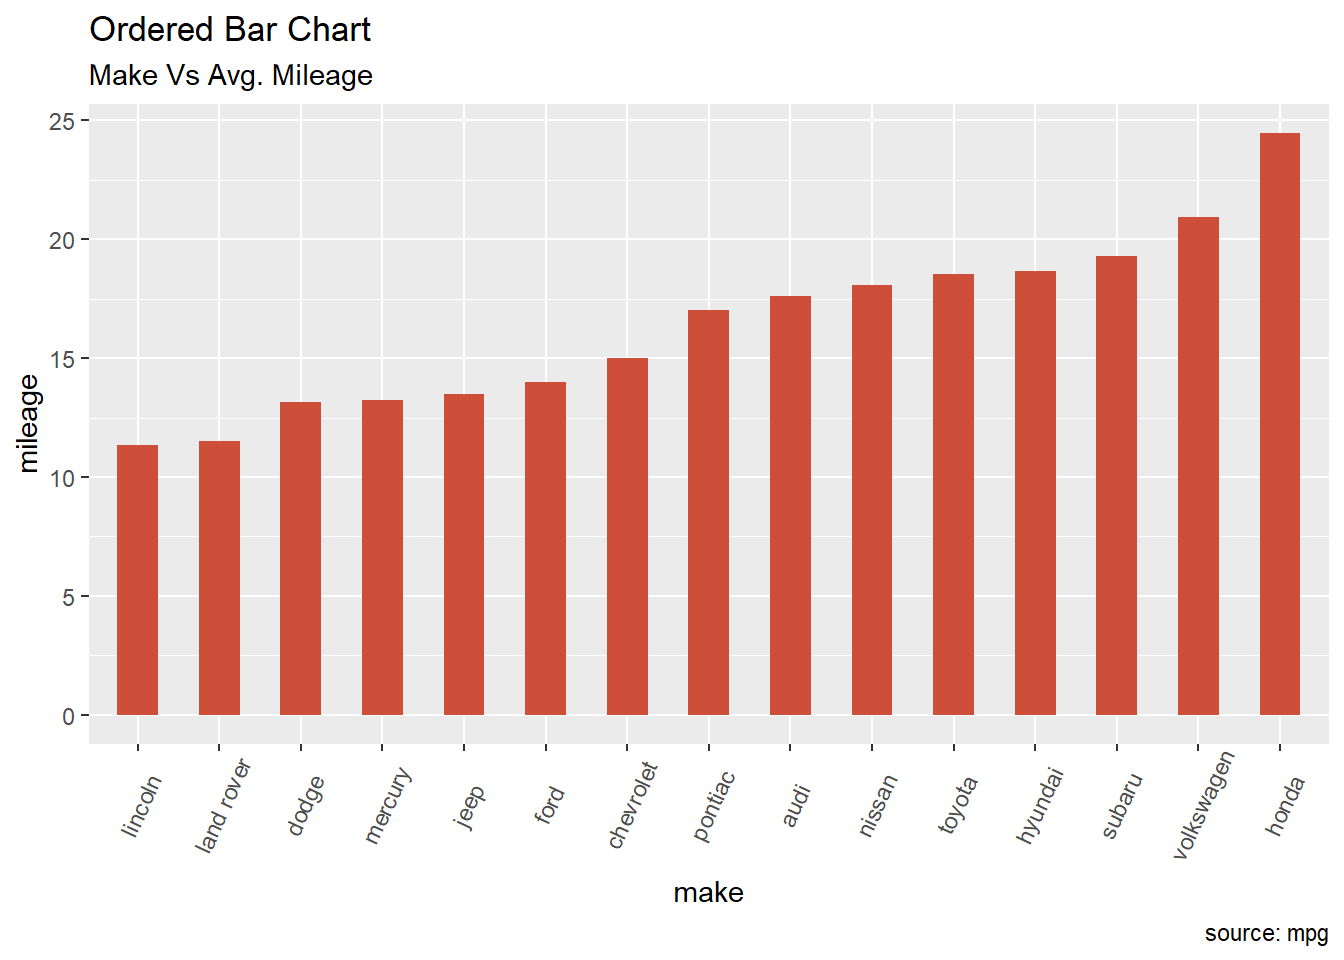 Ordered Bar Chart
Make Vs Avg. Mileage
25
20
15
10
5
0
mileage
lincoln
land rover
dodge
mercury
jeep
ford
chevrolet
pontiac
audi
nissan
toyota
hyundai
subaru
volkswagen
honda
make
source: mpg